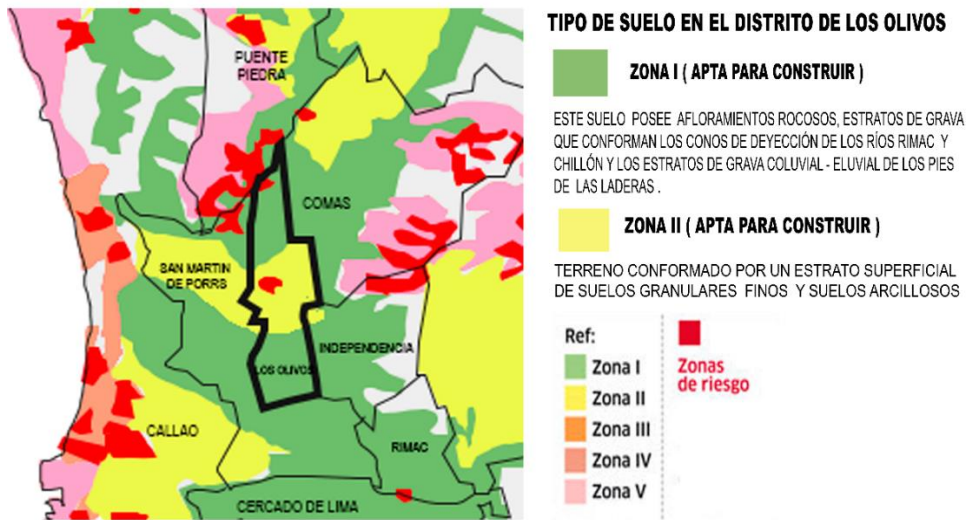 PUENTE
PIEDRA
COMAS
SAN MARTIN
DE PORRS
INDEPENDENCIA
LOS OLIVOS
CALLAO
RIMAC
CERCADO DE LIMA
TIPO DE SUELO EN EL DISTRITO DE LOS OLIVOS
ZONA I ( APTA PARA CONSTRUIR )
ESTE SUELO POSEE AFLORAMIENTOS ROCOSOS, ESTRATOS DE GRAVA
QUE CONFORMAN LOS CONOS DE DEYECCIÓN DE LOS RÍOS RIMAC Y
CHILLÓN Y LOS ESTRATOS DE GRAVA COLUVIAL - ELUVIAL DE LOS PIES
DE LAS LADERAS .
ZONA II ( APTA PARA CONSTRUIR )
TERRENO CONFORMADO POR UN ESTRATO SUPERFICIAL
DE SUELOS GRANULARES FINOS Y SUELOS ARCILLOSOS
Ref:
Zona I
Zona II
Zona III
Zona IV
Zona V
Zonas
de riesgo